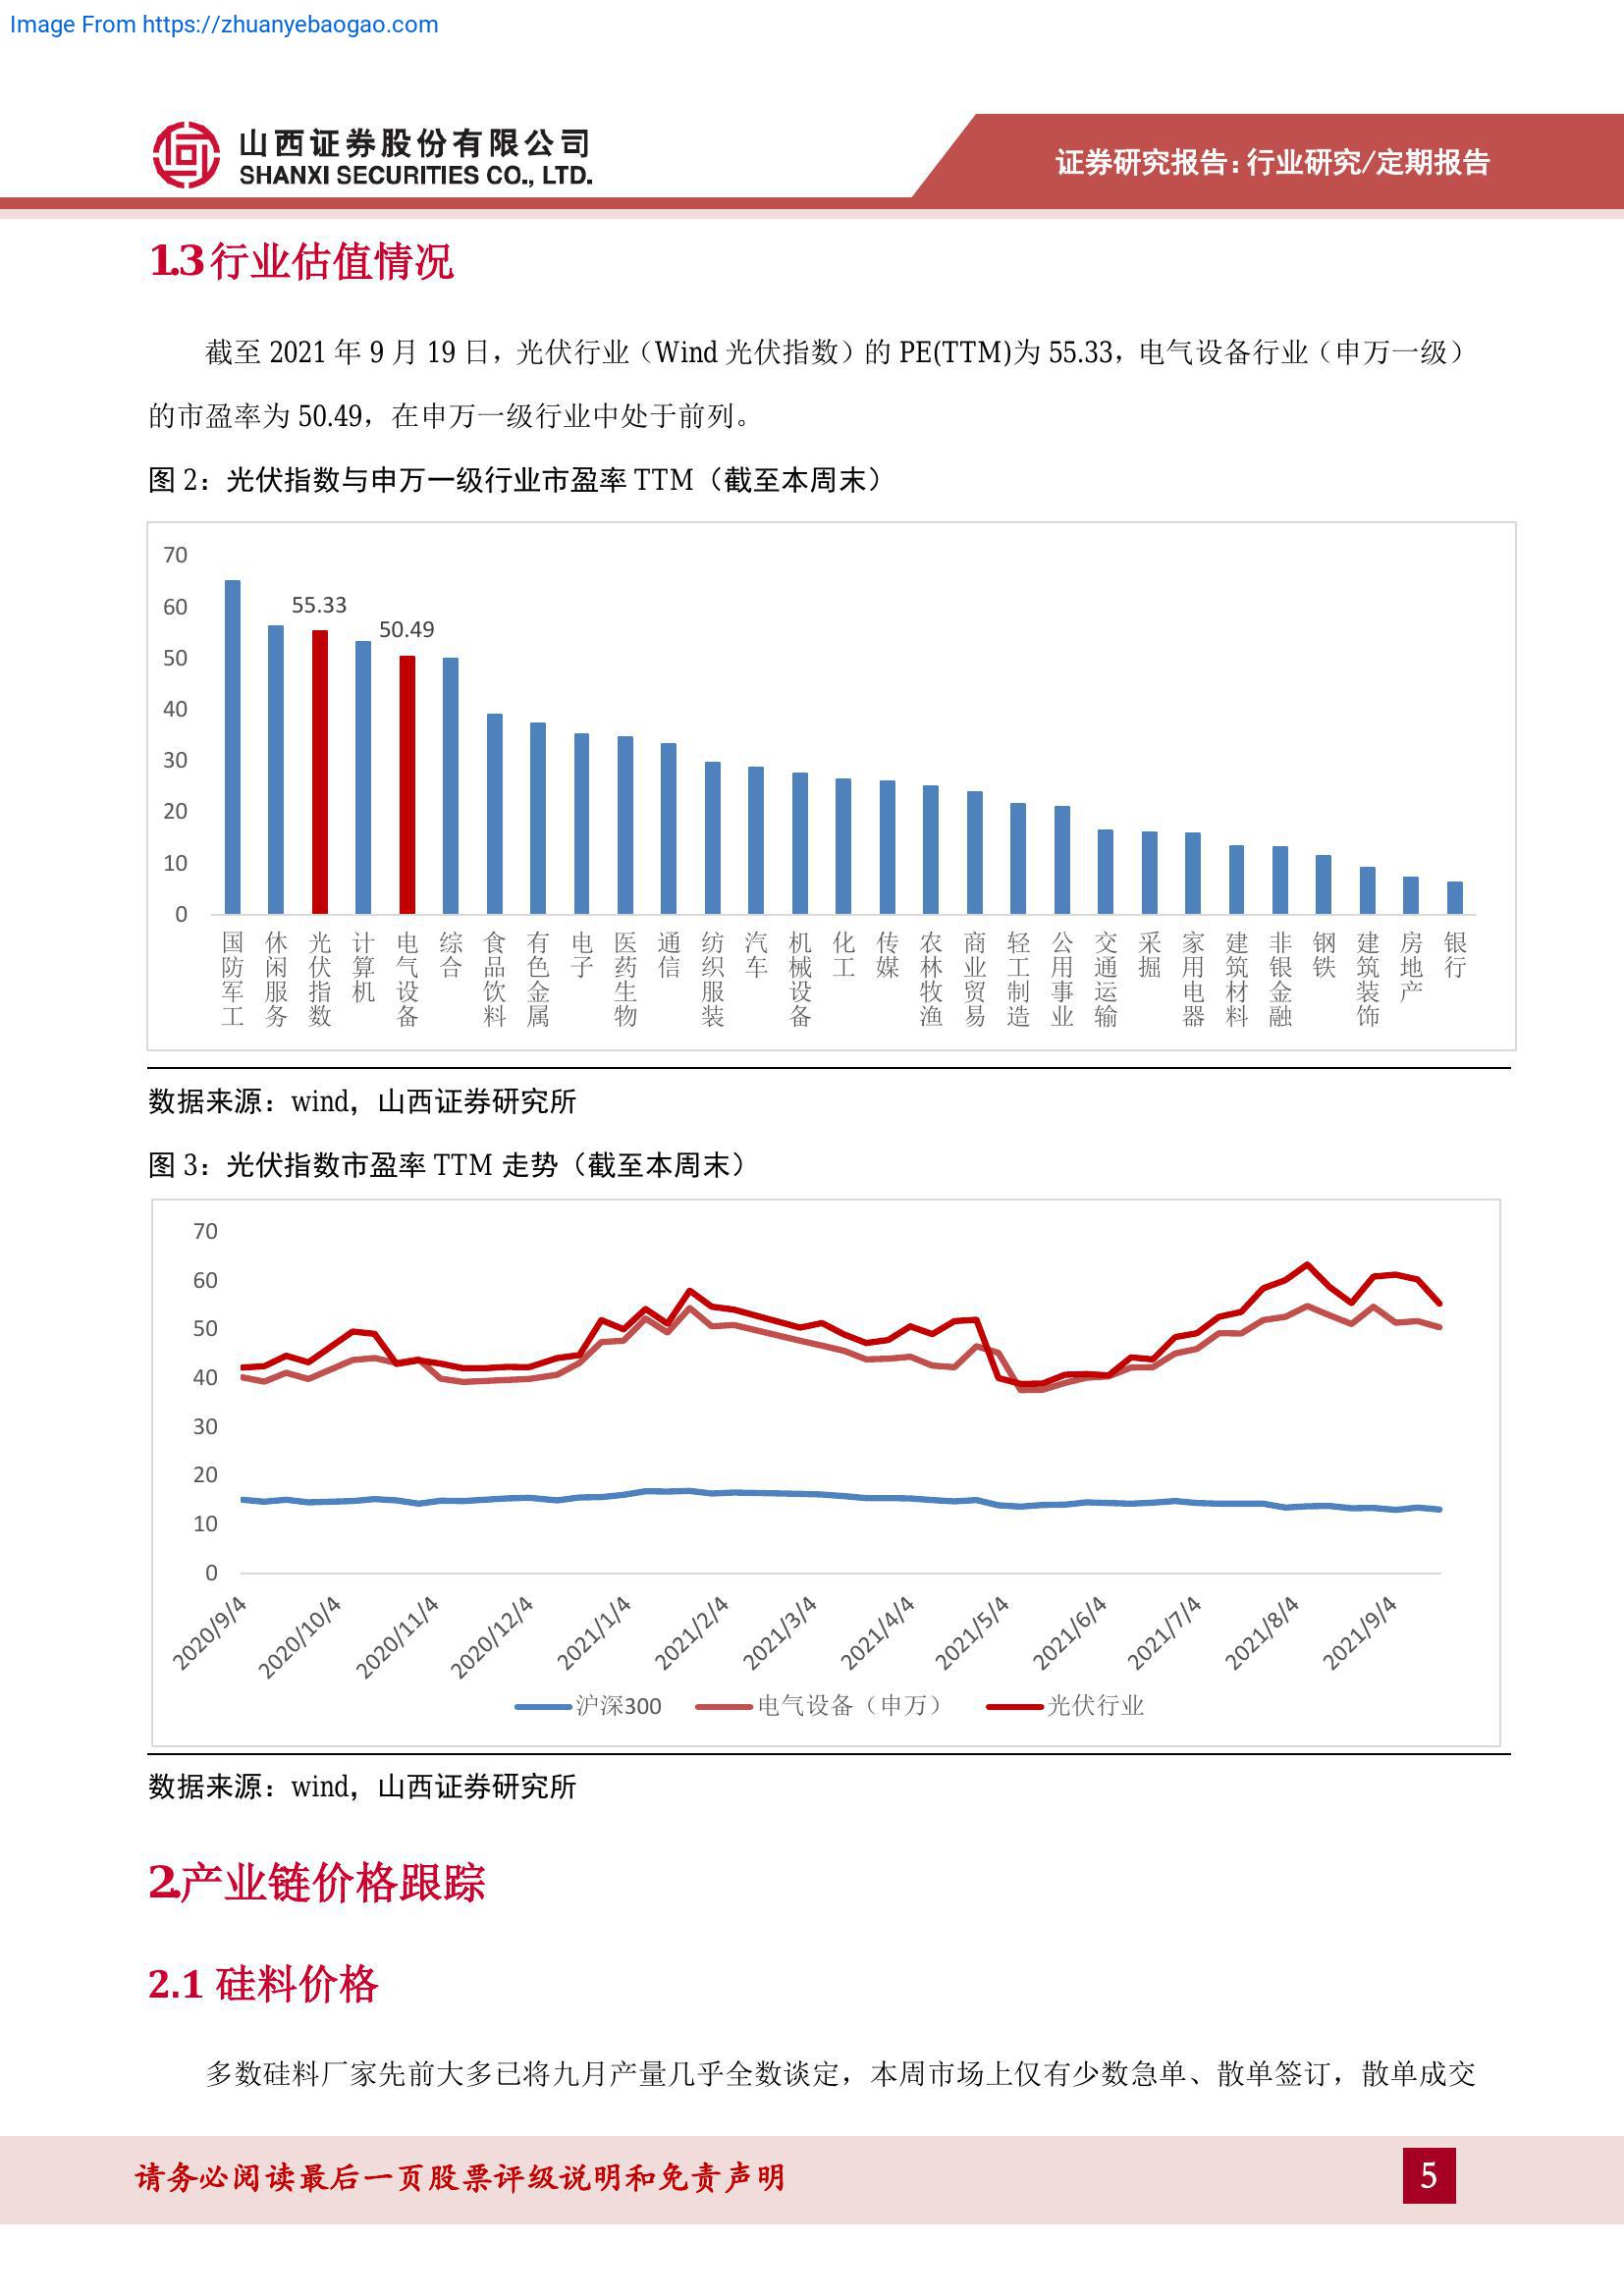 Image From https://zhuanyebaogao.com
山西证券股份有限公司
SHANXI SECURITIES CO., LTD.
证券研究报告:行业研究/定期报告
1.3 行业估值情况
截至 2021 年 9 月 19 日，光伏行业（Wind 光伏指数）的 PE(TTM)为 55.33，电气设备行业（申万一级）
的市盈率为 50.49，在申万一级行业中处于前列。
图 2：光伏指数与申万一级行业市盈率 TTM（截至本周末）
70
60
50
40
30
20
10
0
55.33
50.49
国防军工
休闲服务
光伏指数
计算机
电气设备
综合
食品饮料
有色金属
电子
医药生物
通信
纺织服装
汽车
机械设备
化工
传媒
农林牧渔
商业贸易
轻工制造
公用事业
交通运输
采掘
家用电器
建筑材料
非银金融
钢铁
建筑装饰
房地产
银行
数据来源：wind，山西证券研究所
图 3：光伏指数市盈率 TTM 走势（截至本周末）
70
60
50
40
30
20
10
0
2020/9/4
2020/10/4
2020/11/4
2020/12/4
2021/1/4
2021/2/4
2021/3/4
2021/4/4
2021/5/4
2021/6/4
2021/7/4
2021/8/4
2021/9/4
沪深300
电气设备（申万）
光伏行业
数据来源：wind，山西证券研究所
2.产业链价格跟踪
2.1 硅料价格
多数硅料厂家先前大多已将九月产量几乎全数谈定，本周市场上仅有少数急单、散单签订，散单成交
请务必阅读最后一页股票评级说明和免责声明
5